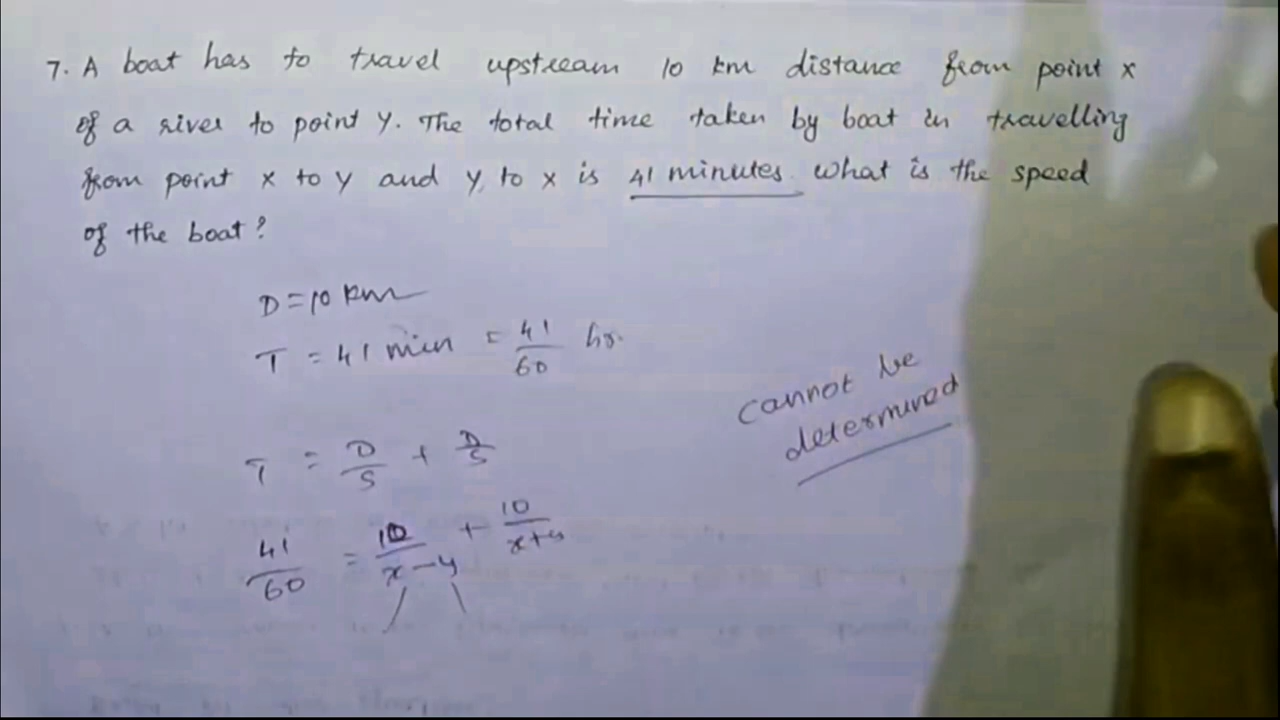 7. A boat has to travel upstream 10 km distance from point x
of a river to point y. The total time taken by boat in travelling
from point x to y and y to x is 41 minutes. what is the speed
of the boat?
D = 10 km
T = 41 min = 41/60 hr.
cannot be
determined
T = D/S + D/S
41/60 = 10/x-y + 10/x+y